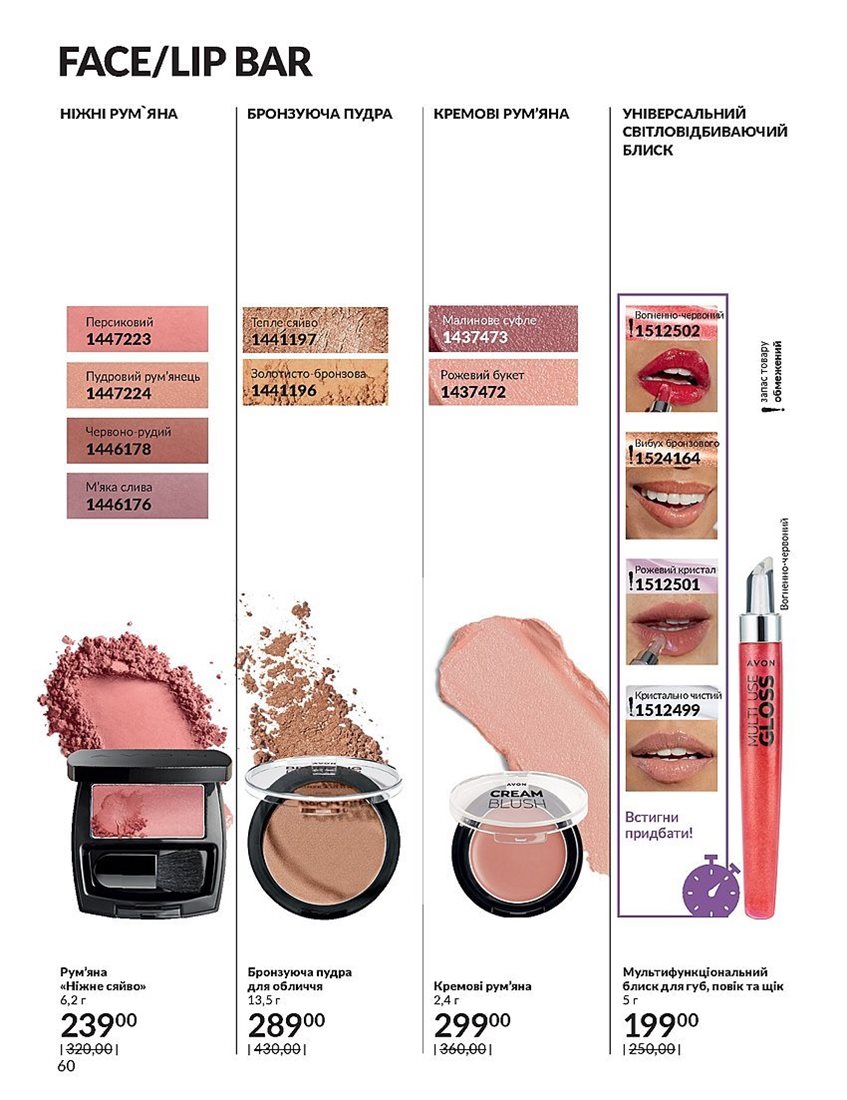 FACE/LIP BAR
НІЖНІ РУМ`ЯНА
Персиковий
1447223
Пудровий рум'янець
1447224
Червоно-рудий
1446178
М'яка слива
1446176
Рум'яна
«Ніжне сяйво»
6,2 г
239 00
|320,00|
БРОНЗУЮЧА ПУДРА
Тепле сяйво
1441197
Золотисто-бронзова
1441196
Бронзуюча пудра
для обличчя
13,5 г
289 00
|430,00|
КРЕМОВІ РУМ'ЯНА
Малинове суфле
1437473
Рожевий букет
1437472
AVON
CREAM
BLUSH
Кремові рум'яна
2,4 г
299 00
|360,00|
УНІВЕРСАЛЬНИЙ
СВІТЛОВІДБИВАЮЧИЙ
БЛИСК
Вогненно-червоний
!1512502
Вибух бронзового
!1524164
Рожевий кристал
!1512501
Кристально чистий
!1512499
Встигни
придбати!
! запас товару
обмежений
Вогненно-червоний
AVON
MULTI USE
GLOSS
Мультифункціональний
блиск для губ, повік та щік
5 г
199 00
|250,00|
60